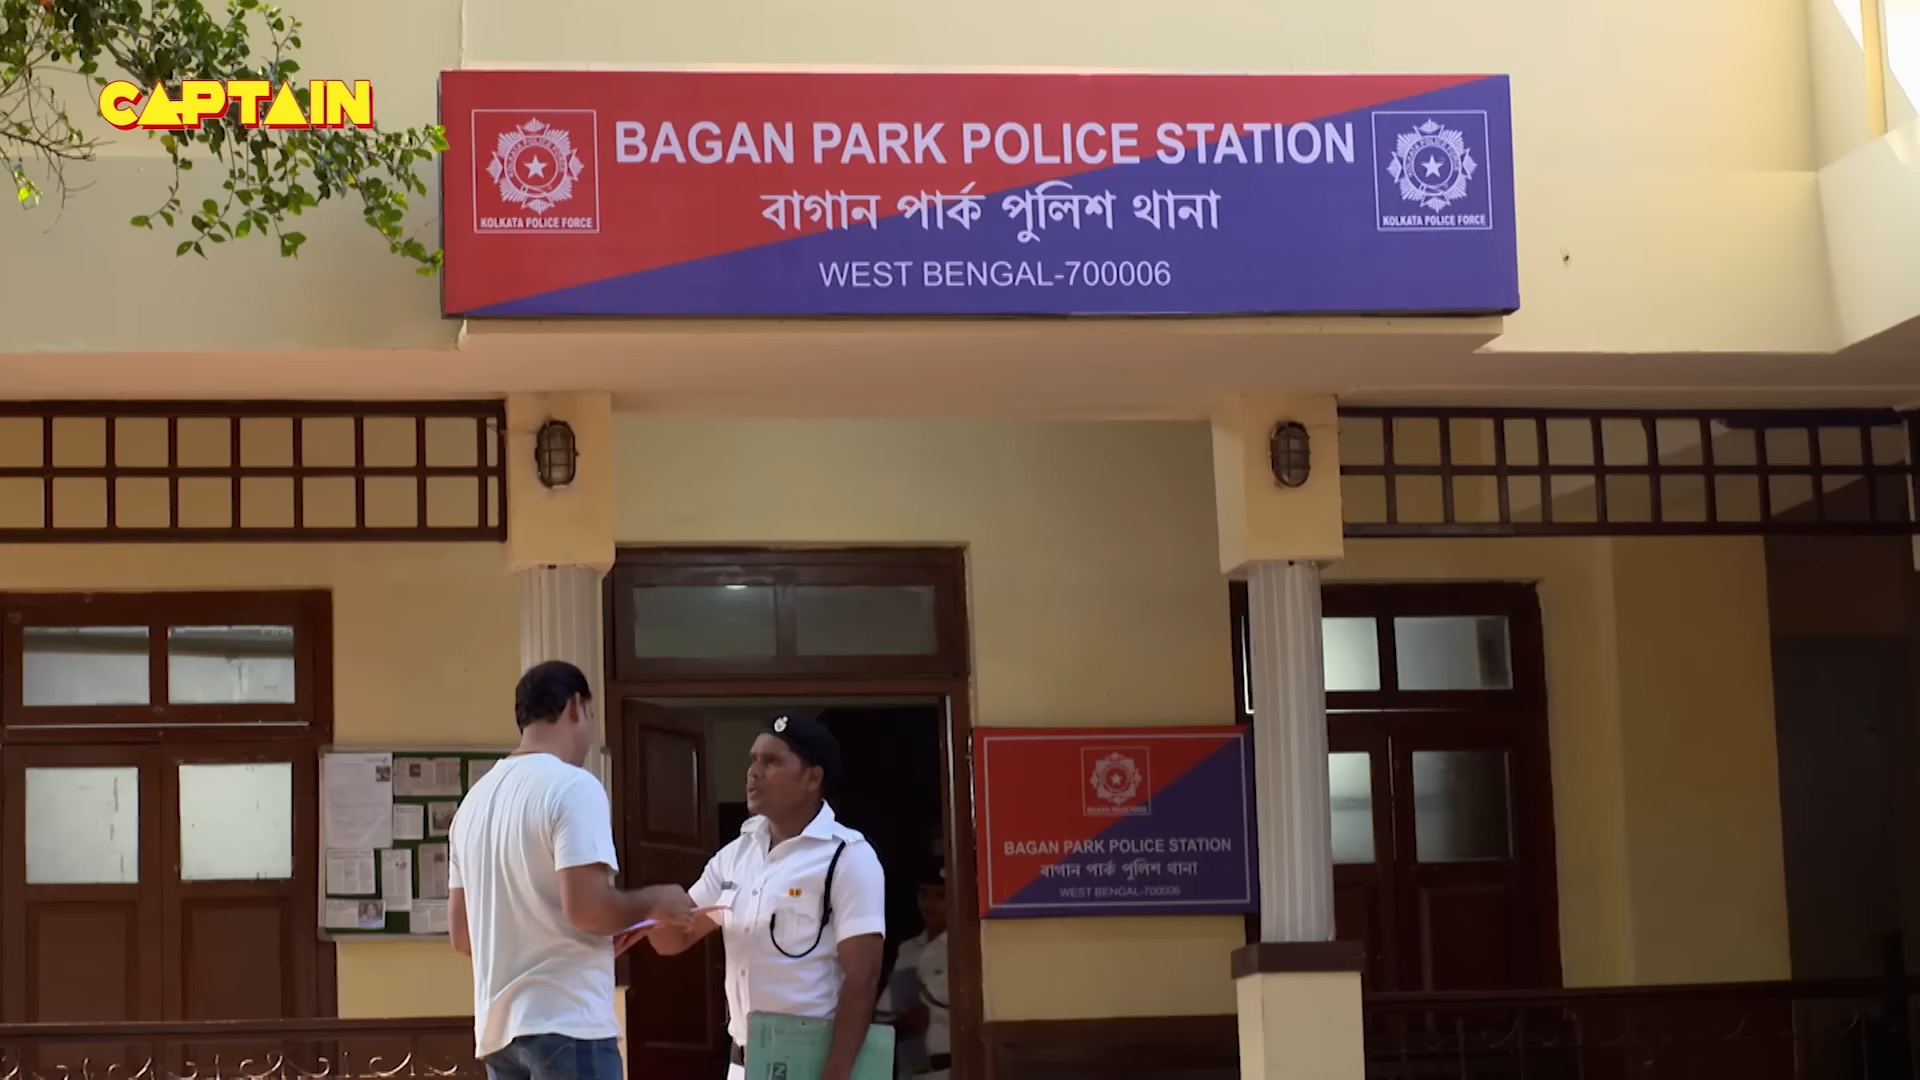 CAPTAIN
BAGAN PARK POLICE STATION
বাগান পার্ক পুলিশ থানা
WEST BENGAL-700006
KOLKATA POLICE FORCE
KOLKATA POLICE FORCE
BAGAN PARK POLICE STATION
বাগান পার্ক পুলিশ থানা
WEST BENGAL-700006